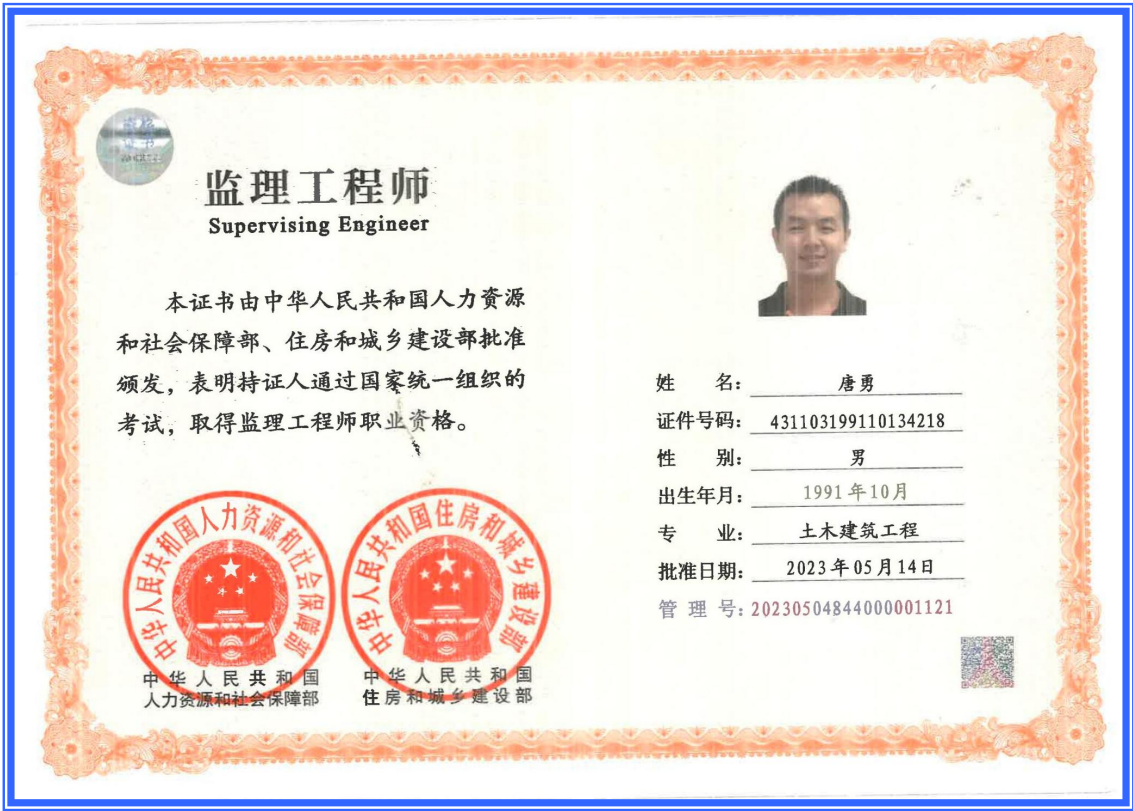 监理工程师
Supervising Engineer
本证书由中华人民共和国人力资源
和社会保障部、住房和城乡建设部批准
颁发，表明持证人通过国家统一组织的
考试，取得监理工程师职业资格。
中华人民共和国人力资源和社会保障部
中华人民共和国
人力资源和社会保障部
中华人民共和国住房和城乡建设部
中华人民共和国
住房和城乡建设部
姓 名： 唐勇
证件号码： 431103199110134218
性 别： 男
出生年月： 1991年10月
专 业： 土木建筑工程
批准日期： 2023年05月14日
管 理 号: 20230504844000001121